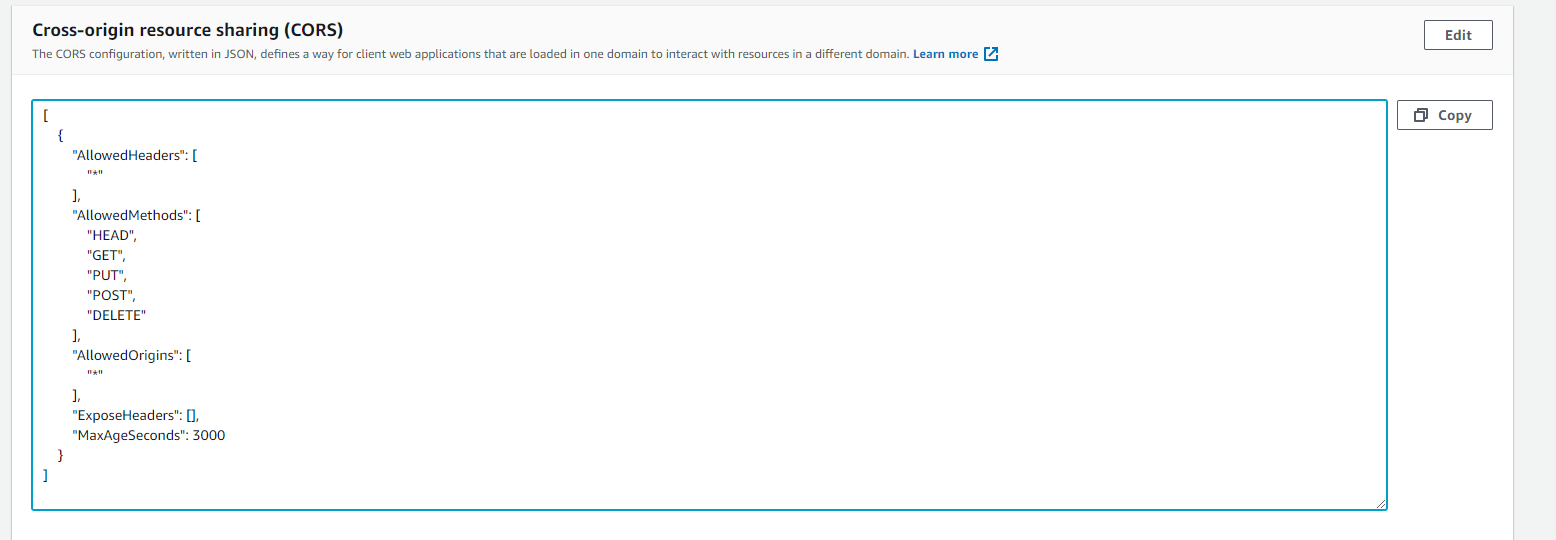 Cross-origin resource sharing (CORS)
Edit
The CORS configuration, written in JSON, defines a way for client web applications that are loaded in one domain to interact with resources in a different domain. Learn more
Copy
[
  {
    "AllowedHeaders": [
      "*"
    ],
    "AllowedMethods": [
      "HEAD",
      "GET",
      "PUT",
      "POST",
      "DELETE"
    ],
    "AllowedOrigins": [
      "*"
    ],
    "ExposeHeaders": [],
    "MaxAgeSeconds": 3000
  }
]